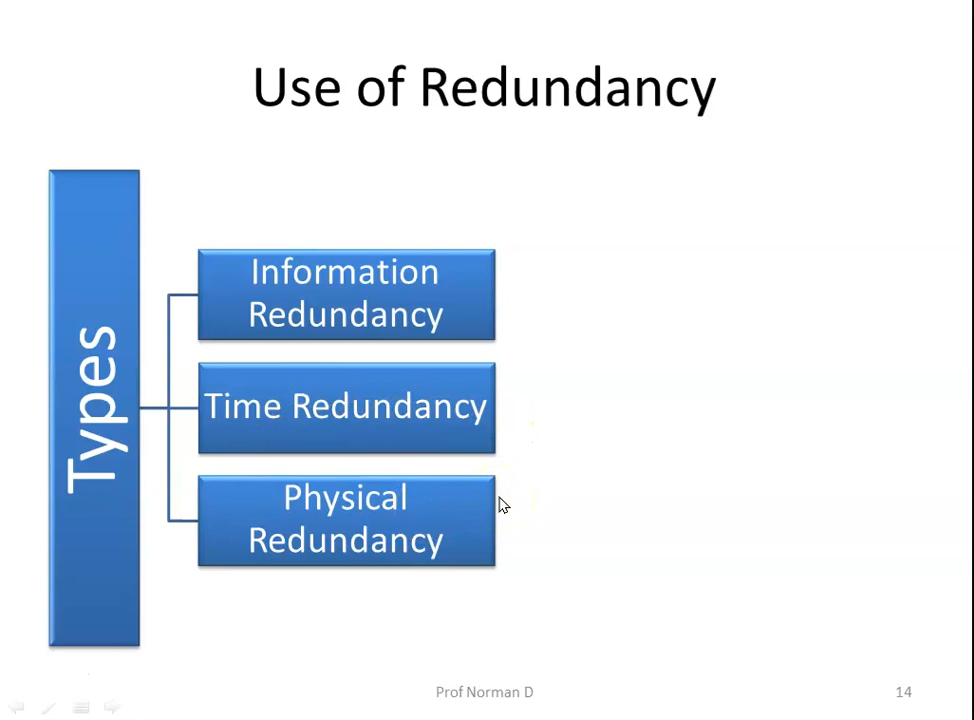 Use of Redundancy
Types
Information
Redundancy
Time Redundancy
Physical
Redundancy
Prof Norman D
14